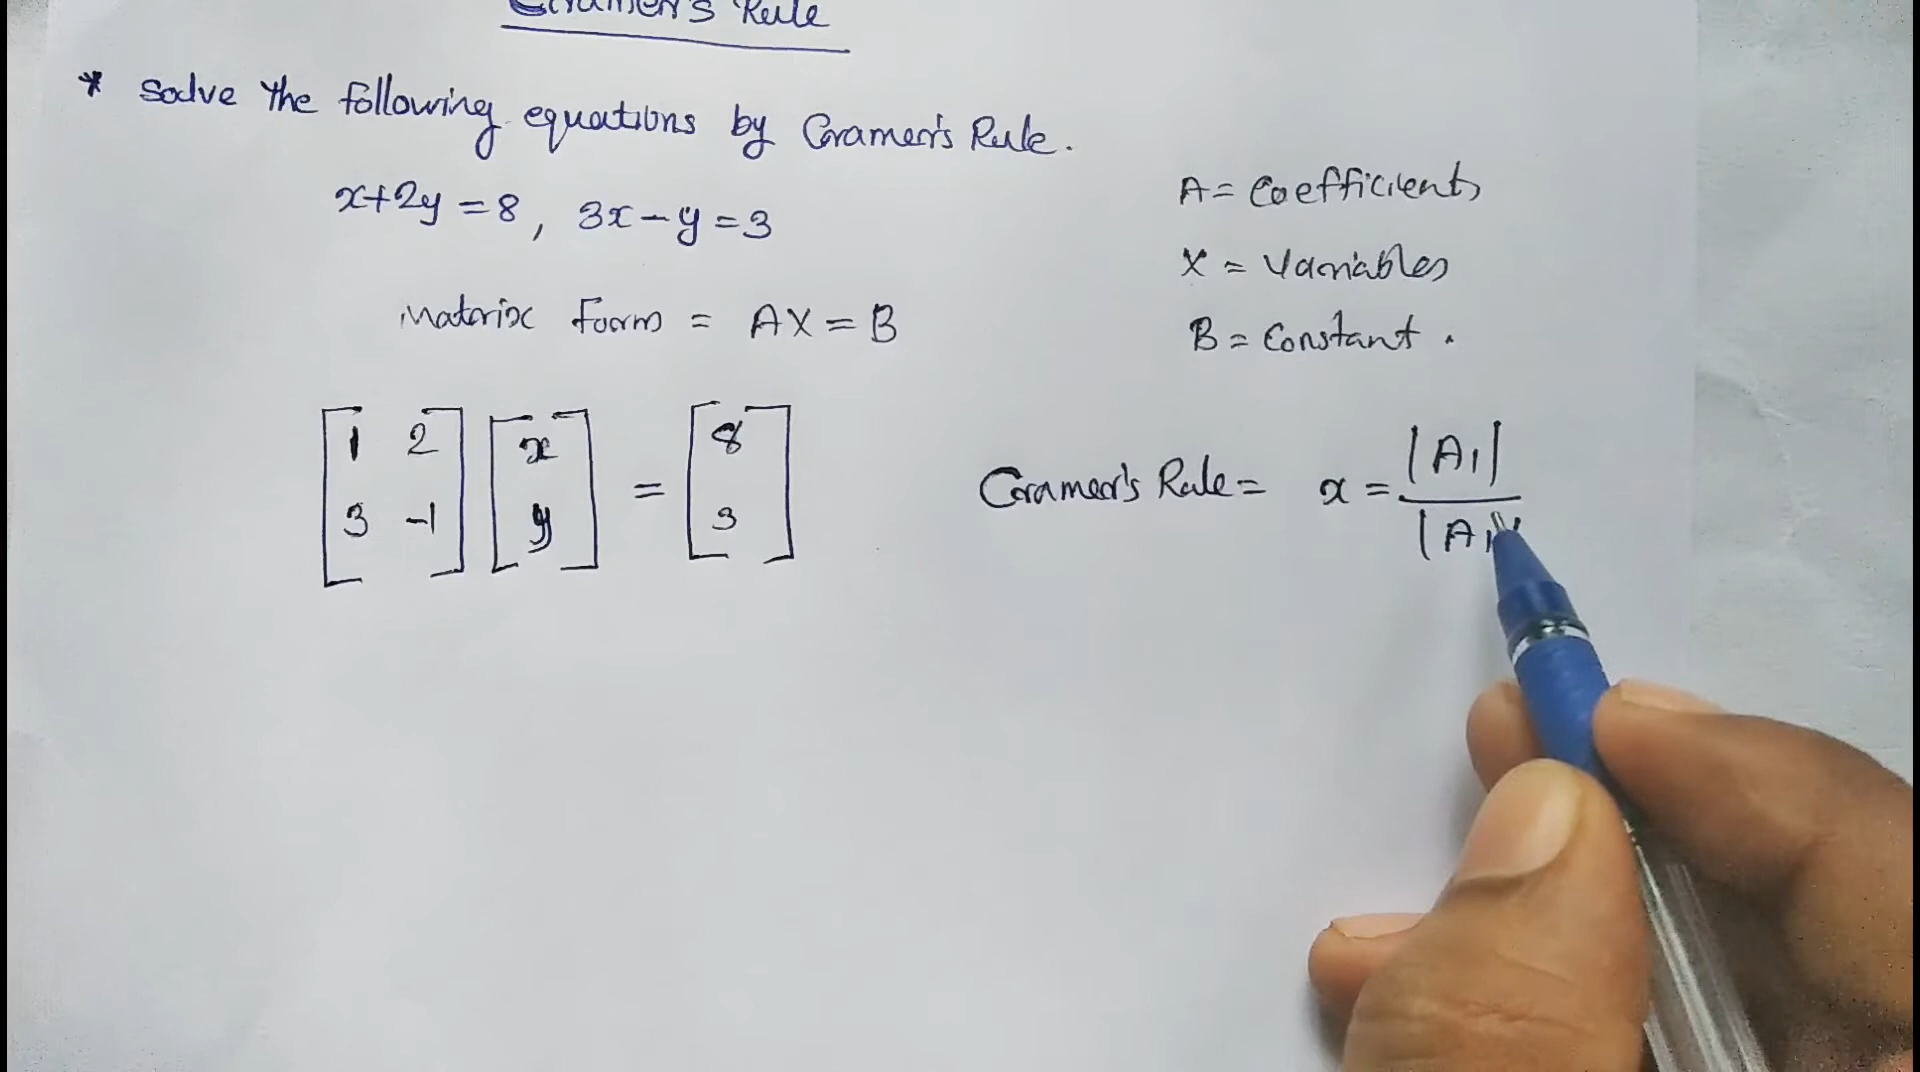 Cramer's Rule
* Solve the following equations by Cramer's Rule.
x+2y=8, 3x-y=3
Matrix Form = AX=B
A= Coefficients
X = Variables
B = Constant.
[1 2
3 -1] [x
y] = [8
3]
Cramer's Rule= x = |A1|
|A|